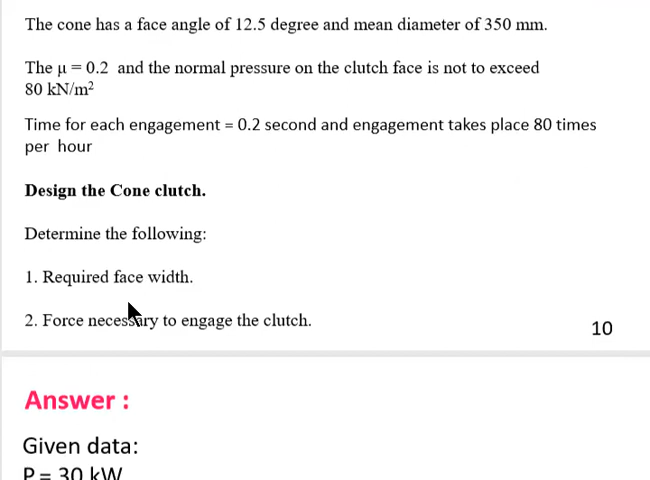 The cone has a face angle of 12.5 degree and mean diameter of 350 mm.
The µ = 0.2 and the normal pressure on the clutch face is not to exceed
80 kN/m²
Time for each engagement = 0.2 second and engagement takes place 80 times
per hour
Design the Cone clutch.
Determine the following:
1. Required face width.
2. Force necessary to engage the clutch.
10
Answer :
Given data:
P = 30 kW